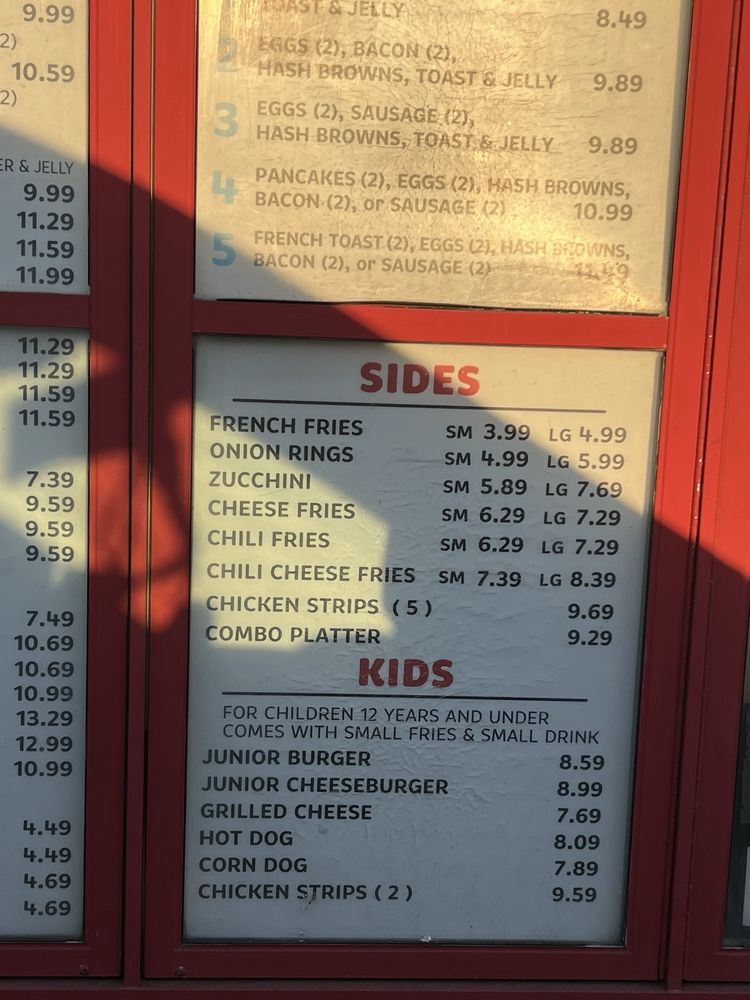 9.99
2)
10.59
2)
ER & JELLY
9.99
11.29
11.59
11.99
11.29
11.29
11.59
11.59
7.39
9.59
9.59
9.59
7.49
10.69
10.69
10.99
13.29
12.99
10.99
4.49
4.49
4.69
4.69
TOAST & JELLY 8.49
2 EGGS (2), BACON (2),
HASH BROWNS, TOAST & JELLY 9.89
3 EGGS (2), SAUSAGE (2),
HASH BROWNS, TOAST & JELLY 9.89
4 PANCAKES (2), EGGS (2), HASH BROWNS,
BACON (2), or SAUSAGE (2) 10.99
5 FRENCH TOAST (2), EGGS (2), HASH BROWNS,
BACON (2), or SAUSAGE (2)
SIDES
FRENCH FRIES SM 3.99 LG 4.99
ONION RINGS SM 4.99 LG 5.99
ZUCCHINI SM 5.89 LG 7.69
CHEESE FRIES SM 6.29 LG 7.29
CHILI FRIES SM 6.29 LG 7.29
CHILI CHEESE FRIES SM 7.39 LG 8.39
CHICKEN STRIPS (5) 9.69
COMBO PLATTER 9.29
KIDS
FOR CHILDREN 12 YEARS AND UNDER
COMES WITH SMALL FRIES & SMALL DRINK
JUNIOR BURGER 8.59
JUNIOR CHEESEBURGER 8.99
GRILLED CHEESE 7.69
HOT DOG 8.09
CORN DOG 7.89
CHICKEN STRIPS (2) 9.59